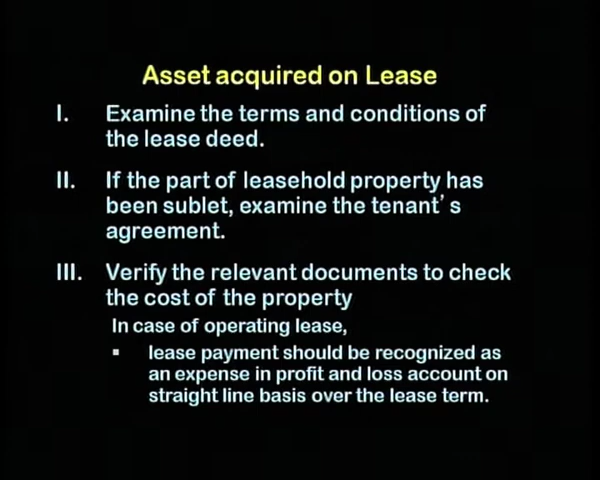 Asset acquired on Lease
I. Examine the terms and conditions of
the lease deed.
II. If the part of leasehold property has
been sublet, examine the tenant's
agreement.
III. Verify the relevant documents to check
the cost of the property
In case of operating lease,
▪ lease payment should be recognized as
an expense in profit and loss account on
straight line basis over the lease term.